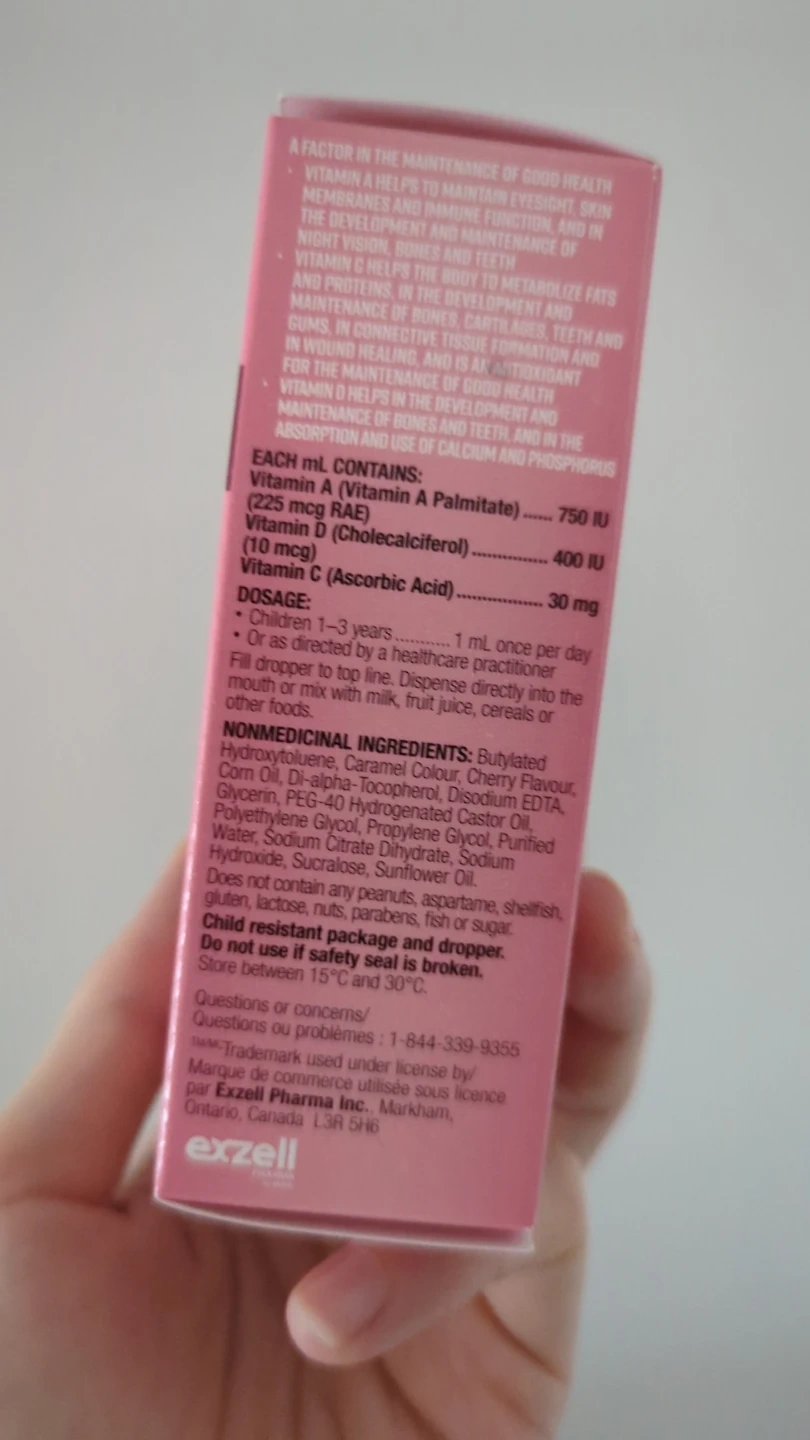 A FACTOR IN THE MAINTENANCE OF GOOD HEALTH
• VITAMIN A HELPS TO MAINTAIN EYESIGHT, SKIN
MEMBRANES AND IMMUNE FUNCTION, AND IN
THE DEVELOPMENT AND MAINTENANCE OF
NIGHT VISION, BONES AND TEETH
• VITAMIN C HELPS THE BODY TO METABOLIZE FATS
AND PROTEINS, IN THE DEVELOPMENT AND
MAINTENANCE OF BONES, CARTILAGES, TEETH AND
GUMS, IN CONNECTIVE TISSUE FORMATION AND
IN WOUND HEALING, AND IS AN ANTIOXIDANT
FOR THE MAINTENANCE OF GOOD HEALTH
• VITAMIN D HELPS IN THE DEVELOPMENT AND
MAINTENANCE OF BONES AND TEETH, AND IN THE
ABSORPTION AND USE OF CALCIUM AND PHOSPHORUS
EACH mL CONTAINS:
Vitamin A (Vitamin A Palmitate) ...... 750 IU
(225 mcg RAE)
Vitamin D (Cholecalciferol) .............. 400 IU
(10 mcg)
Vitamin C (Ascorbic Acid) ................ 30 mg
DOSAGE:
• Children 1–3 years ........... 1 mL once per day
• Or as directed by a healthcare practitioner
Fill dropper to top line. Dispense directly into the
mouth or mix with milk, fruit juice, cereals or
other foods.
NONMEDICINAL INGREDIENTS: Butylated
Hydroxytoluene, Caramel Colour, Cherry Flavour,
Corn Oil, Di-alpha-Tocopherol, Disodium EDTA,
Glycerin, PEG-40 Hydrogenated Castor Oil,
Polyethylene Glycol, Propylene Glycol, Purified
Water, Sodium Citrate Dihydrate, Sodium
Hydroxide, Sucralose, Sunflower Oil.
Does not contain any peanuts, aspartame, shellfish,
gluten, lactose, nuts, parabens, fish or sugar.
Child resistant package and dropper.
Do not use if safety seal is broken.
Store between 15°C and 30°C.
Questions or concerns/
Questions ou problèmes : 1-844-339-9355
TM/MC Trademark used under license by/
Marque de commerce utilisée sous licence
par Exzell Pharma Inc., Markham,
Ontario, Canada L3R 5H6
exzell